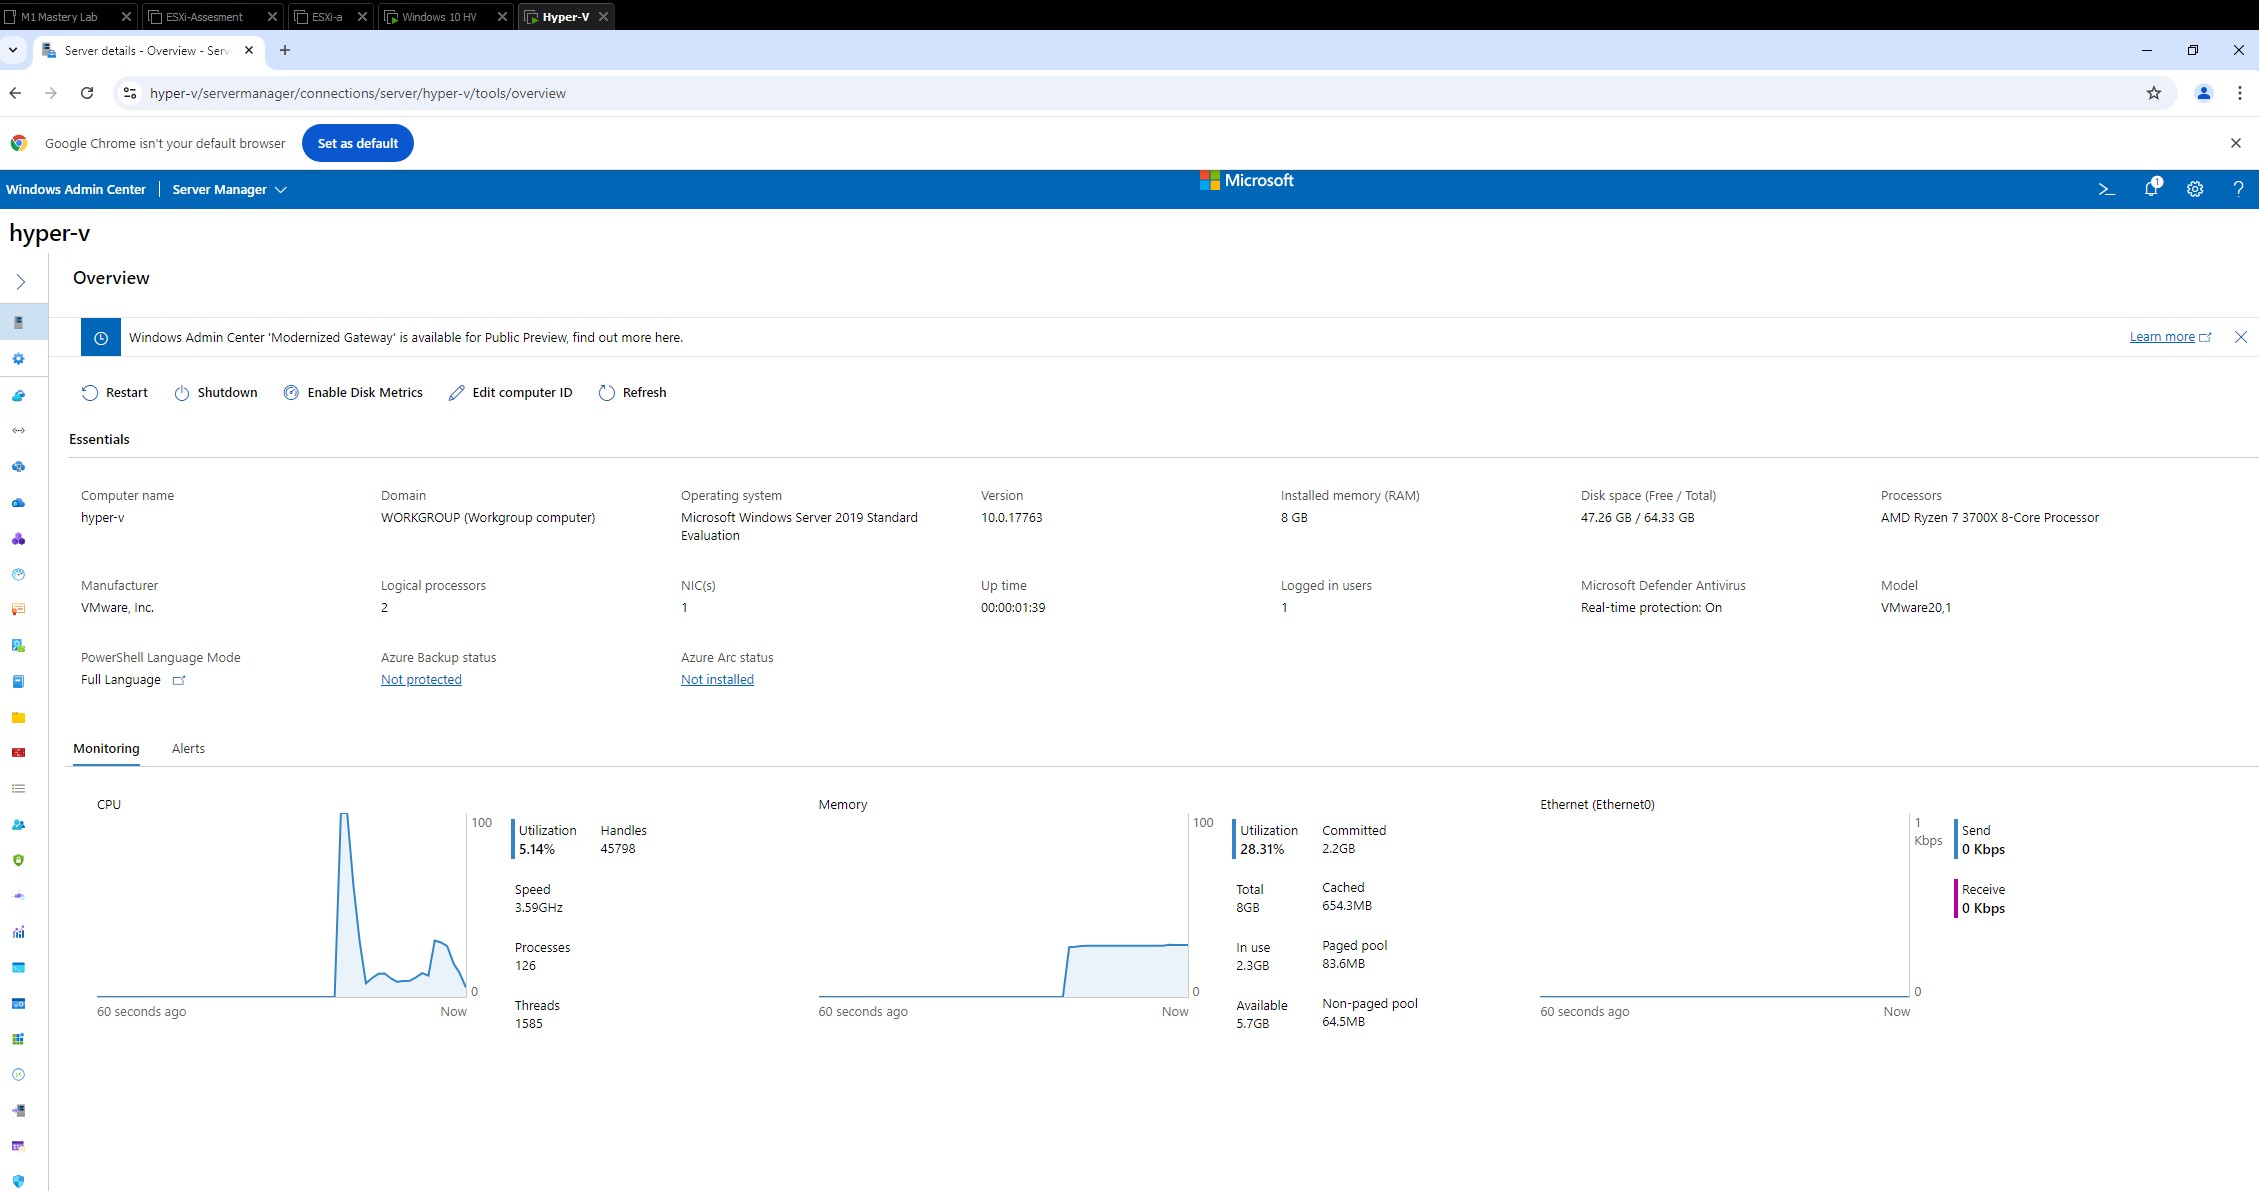 M1 Mastery Lab
ESXi-Assesment
ESXi-a
Windows 10 HV
Hyper-V
Server details - Overview - Serv
hyper-v/servermanager/connections/server/hyper-v/tools/overview
Google Chrome isn't your default browser
Set as default
Windows Admin Center
Server Manager
Microsoft
1
hyper-v
Overview
Windows Admin Center 'Modernized Gateway' is available for Public Preview, find out more here.
Learn more
Restart
Shutdown
Enable Disk Metrics
Edit computer ID
Refresh
Essentials
Computer name
hyper-v
Domain
WORKGROUP (Workgroup computer)
Operating system
Microsoft Windows Server 2019 Standard
Evaluation
Version
10.0.17763
Installed memory (RAM)
8 GB
Disk space (Free / Total)
47.26 GB / 64.33 GB
Processors
AMD Ryzen 7 3700X 8-Core Processor
Manufacturer
VMware, Inc.
Logical processors
2
NIC(s)
1
Up time
00:00:01:39
Logged in users
1
Microsoft Defender Antivirus
Real-time protection: On
Model
VMware20,1
PowerShell Language Mode
Full Language
Azure Backup status
Not protected
Azure Arc status
Not installed
Monitoring
Alerts
CPU
100
0
60 seconds ago
Now
Utilization
5.14%
Handles
45798
Speed
3.59GHz
Processes
126
Threads
1585
Memory
100
0
60 seconds ago
Now
Utilization
28.31%
Committed
2.2GB
Total
8GB
Cached
654.3MB
In use
2.3GB
Paged pool
83.6MB
Available
5.7GB
Non-paged pool
64.5MB
Ethernet (Ethernet0)
1
Kbps
0
60 seconds ago
Now
Send
0 Kbps
Receive
0 Kbps